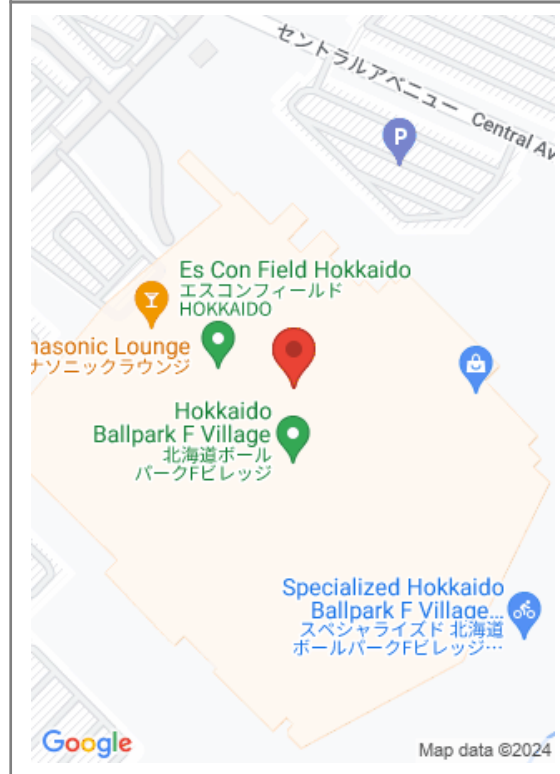 セントラルアベニュー Central Av
P
Es Con Field Hokkaido
エスコンフィールド
HOKKAIDO
nasonic Lounge
ナソニックラウンジ
Hokkaido
Ballpark F Village
北海道ボール
パークFビレッジ
Specialized Hokkaido
Ballpark F Village...
スペシャライズド 北海道
ボールパークFビレッジ…
Google
Map data ©2024